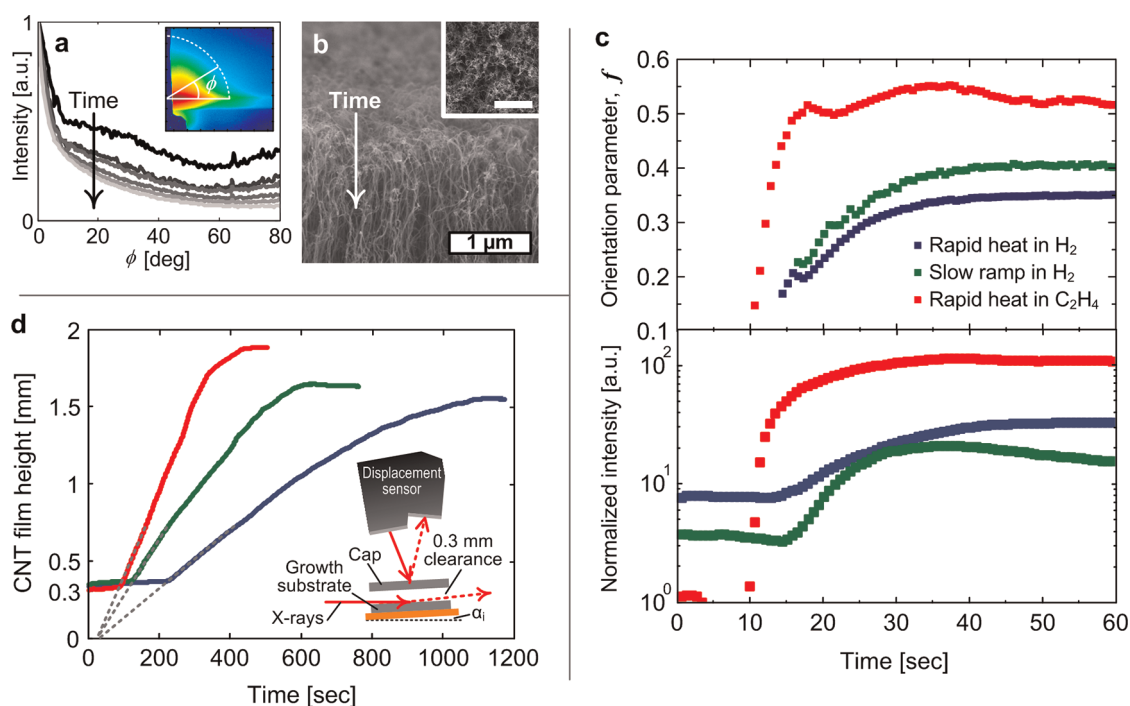 a
Intensity [a.u.]
1
0
Time
ϕ
0 20 40 60 80
ϕ [deg]
b
Time
1 µm
c
Orientation parameter, f
0.6
0.5
0.4
0.3
0.2
0.1
Rapid heat in H₂
Slow ramp in H₂
Rapid heat in C₂H₄
Normalized intensity [a.u.]
10²
10¹
10⁰
0 10 20 30 40 50 60
Time [sec]
d
CNT film height [mm]
2
1.5
1
0.5
0.3
0
Displacement
sensor
0.3 mm
clearance
Cap
Growth
substrate
X-rays
αi
0 200 400 600 800 1000 1200
Time [sec]